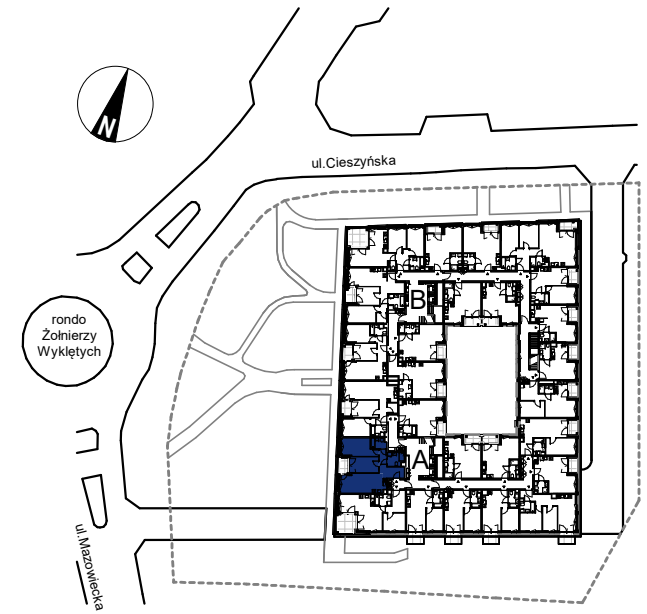 N
ul.Cieszyńska
B
rondo
Żołnierzy
Wyklętych
A
ul.Mazowiecka